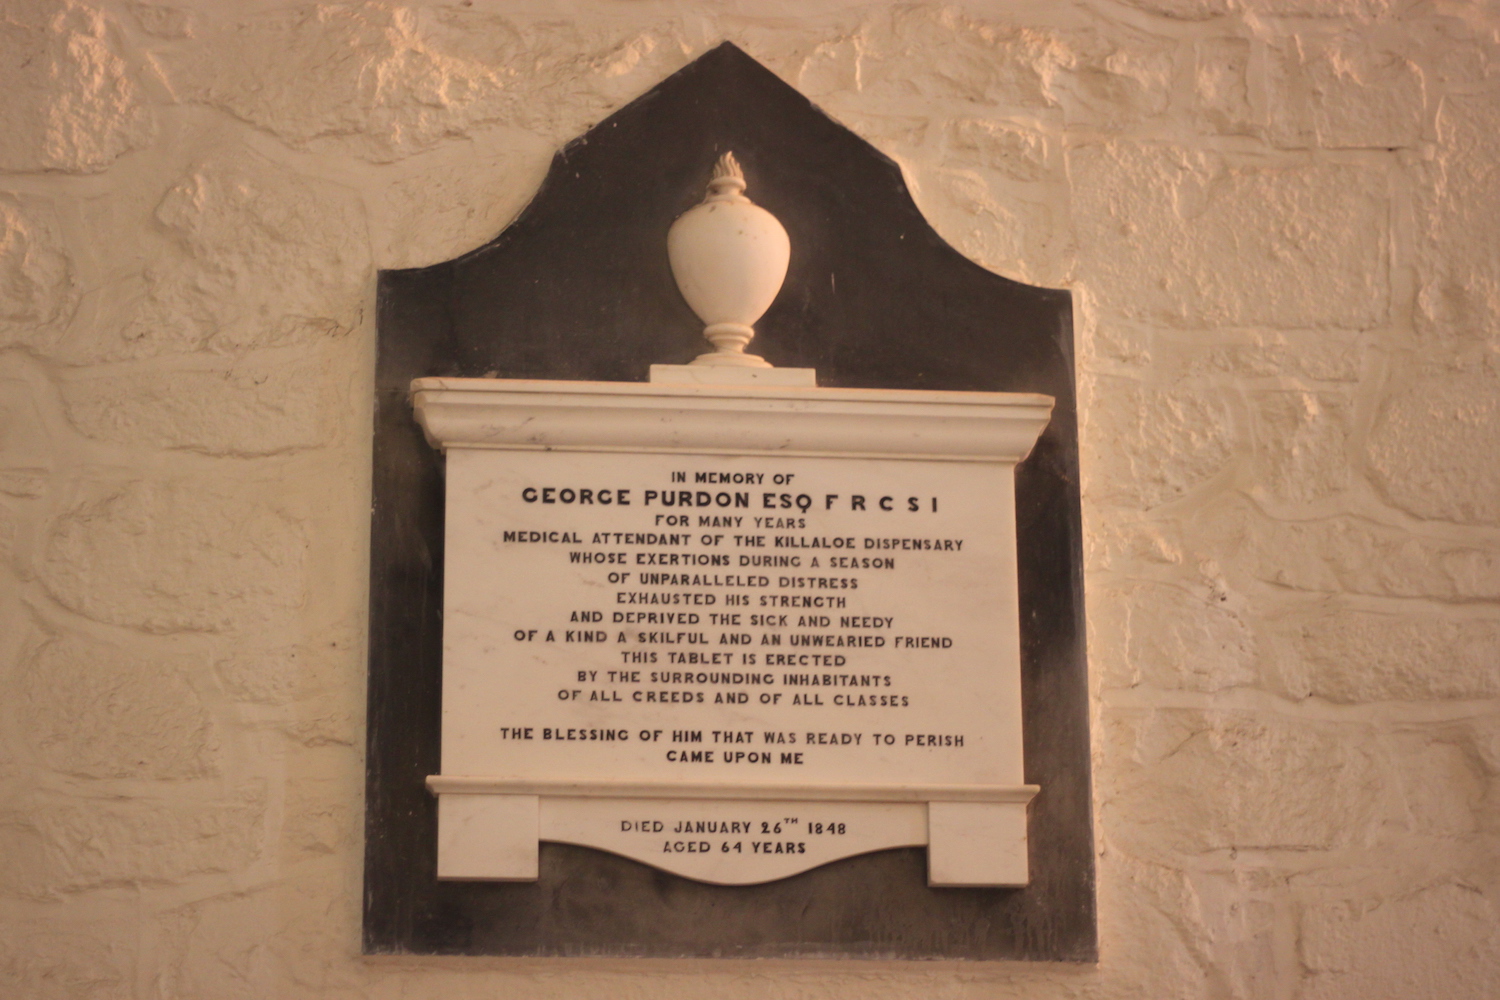 IN MEMORY OF
GEORGE PURDON ESQ F R C S I
FOR MANY YEARS
MEDICAL ATTENDANT OF THE KILLALOE DISPENSARY
WHOSE EXERTIONS DURING A SEASON
OF UNPARALLELED DISTRESS
EXHAUSTED HIS STRENGTH
AND DEPRIVED THE SICK AND NEEDY
OF A KIND A SKILFUL AND AN UNWEARIED FRIEND
THIS TABLET IS ERECTED
BY THE SURROUNDING INHABITANTS
OF ALL CREEDS AND OF ALL CLASSES
THE BLESSING OF HIM THAT WAS READY TO PERISH
CAME UPON ME
DIED JANUARY 26TH 1848
AGED 64 YEARS